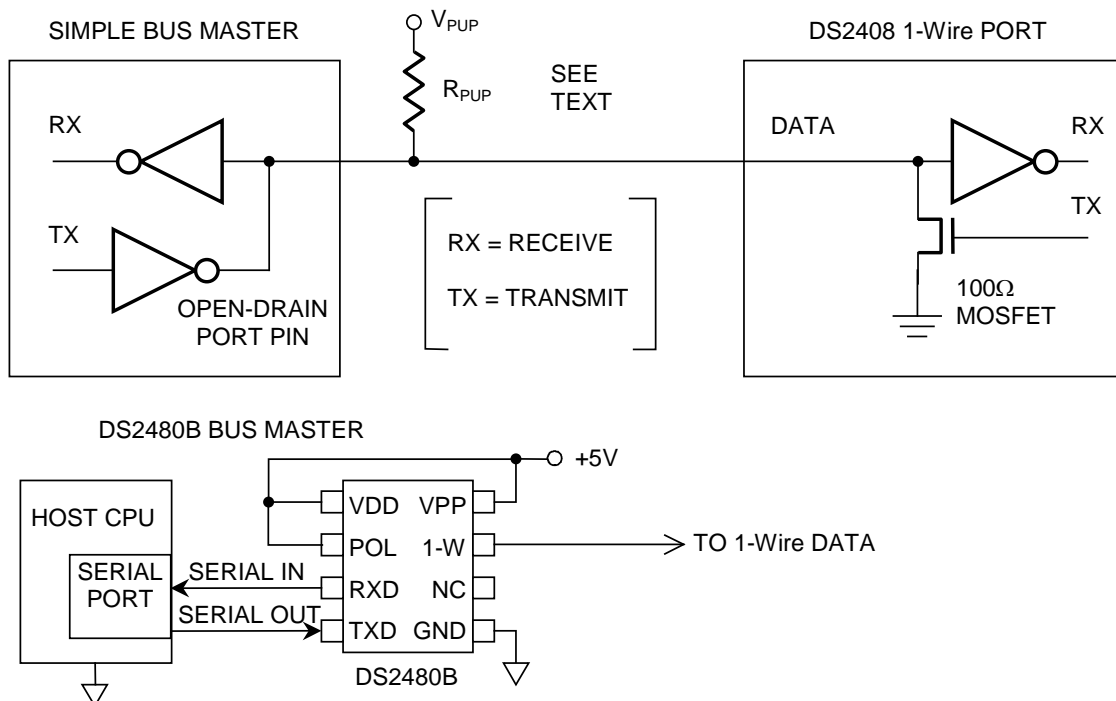 SIMPLE BUS MASTER
V_PUP
DS2408 1-Wire PORT
R_PUP
SEE
TEXT
RX
DATA
RX
TX
TX
RX = RECEIVE
TX = TRANSMIT
OPEN-DRAIN
PORT PIN
100Ω
MOSFET
DS2480B BUS MASTER
+5V
HOST CPU
VDD VPP
POL 1-W
TO 1-Wire DATA
SERIAL
PORT
SERIAL IN
RXD NC
SERIAL OUT
TXD GND
DS2480B